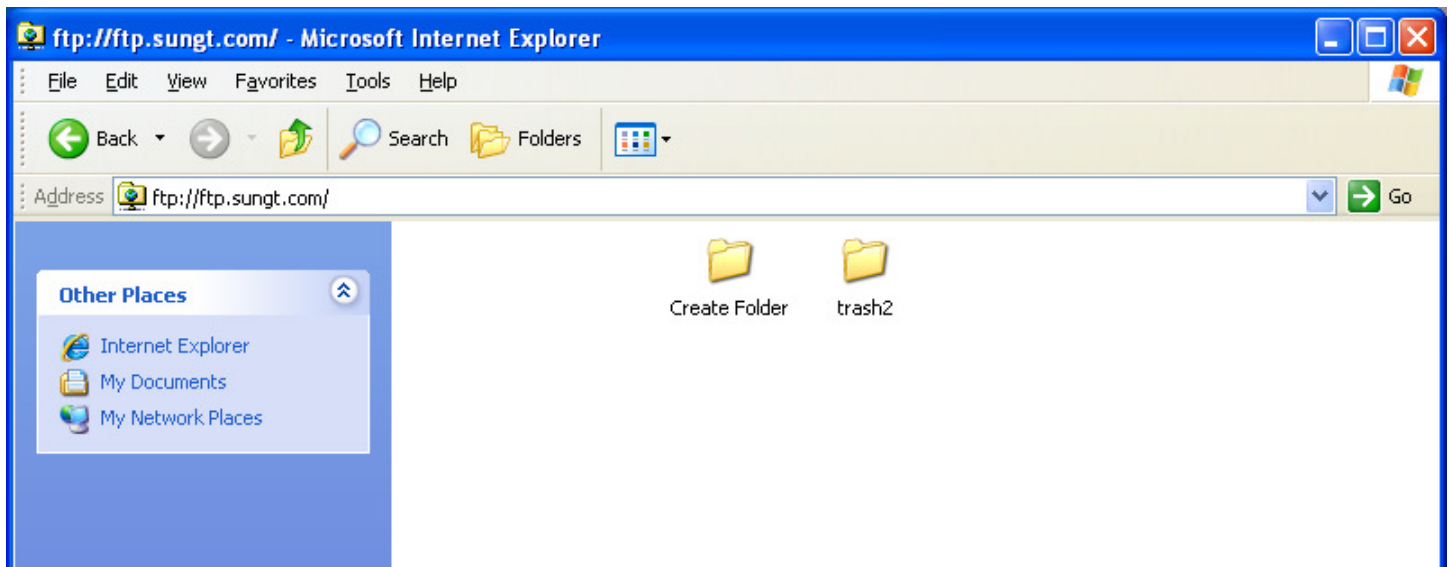 ftp://ftp.sungt.com/ - Microsoft Internet Explorer
File Edit View Favorites Tools Help
Back Search Folders
Address ftp://ftp.sungt.com/ Go
Other Places
Internet Explorer
My Documents
My Network Places
Create Folder trash2